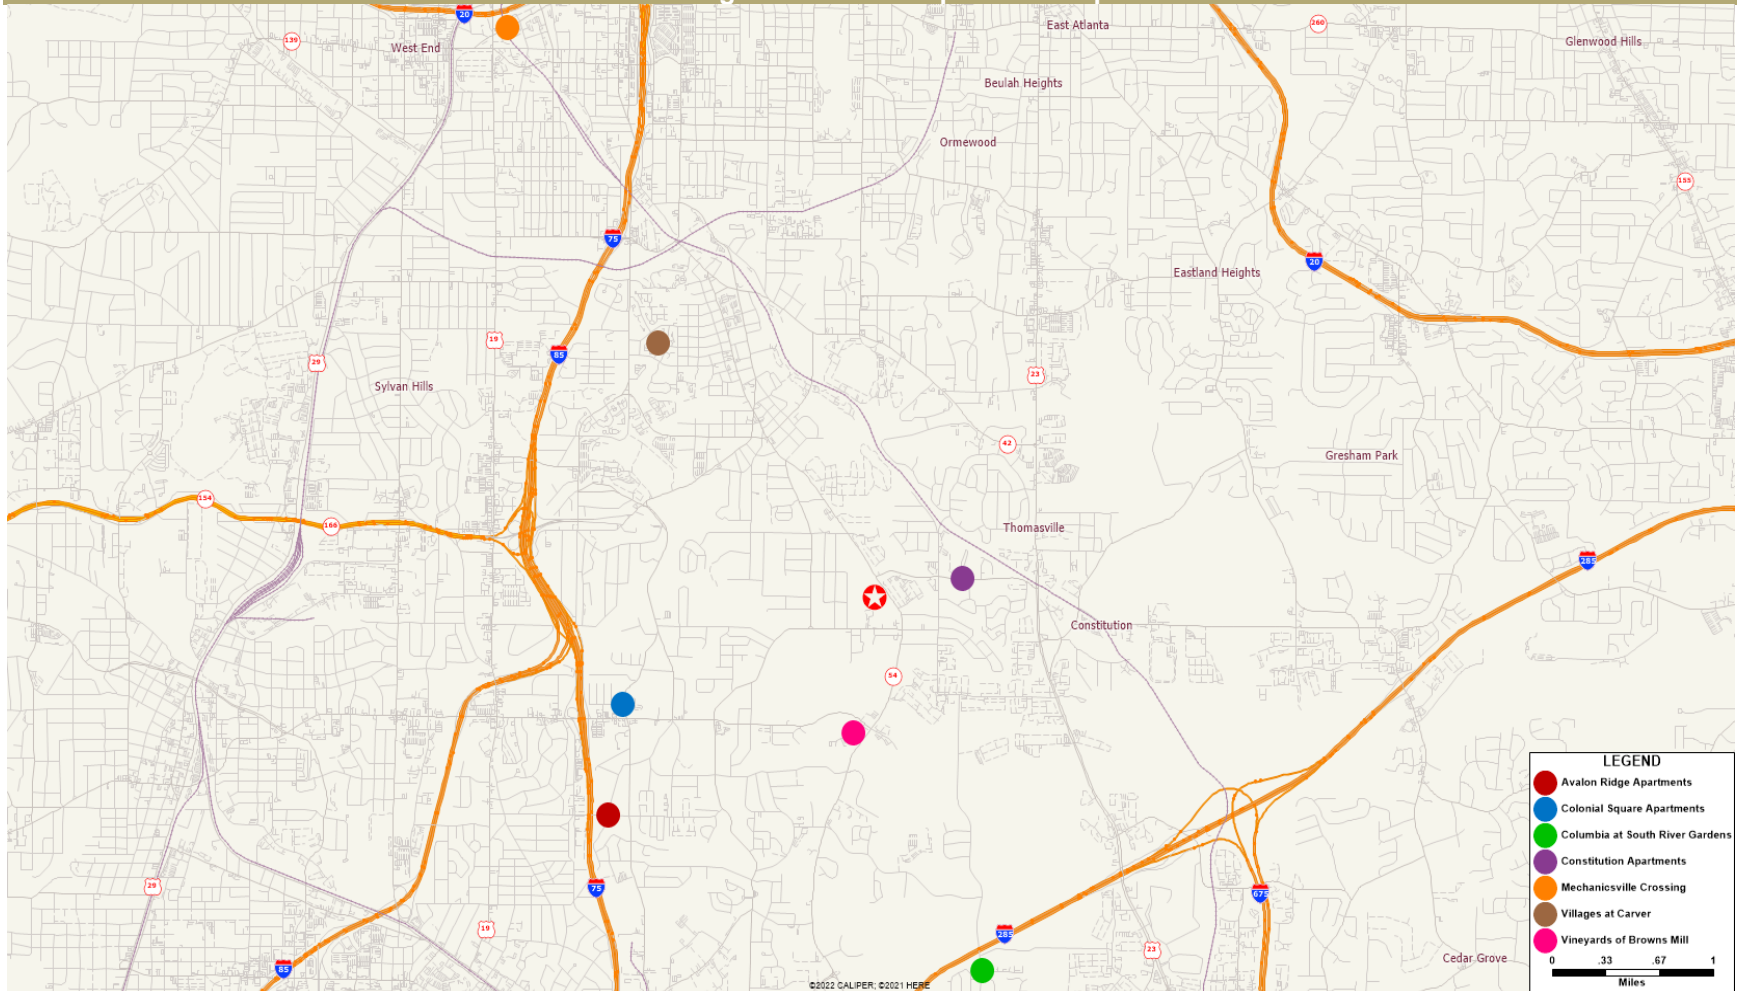 20
139
West End
East Atlanta
260
Glenwood Hills
Beulah Heights
Ormewood
155
75
Eastland Heights
20
19
85
29
23
Sylvan Hills
42
Gresham Park
154
166
Thomasville
285
Constitution
54
29
75
19
85
285
675
23
Cedar Grove
LEGEND
Avalon Ridge Apartments
Colonial Square Apartments
Columbia at South River Gardens
Constitution Apartments
Mechanicsville Crossing
Villages at Carver
Vineyards of Browns Mill
0 .33 .67 1
Miles
©2022 CALIPER; ©2021 HERE